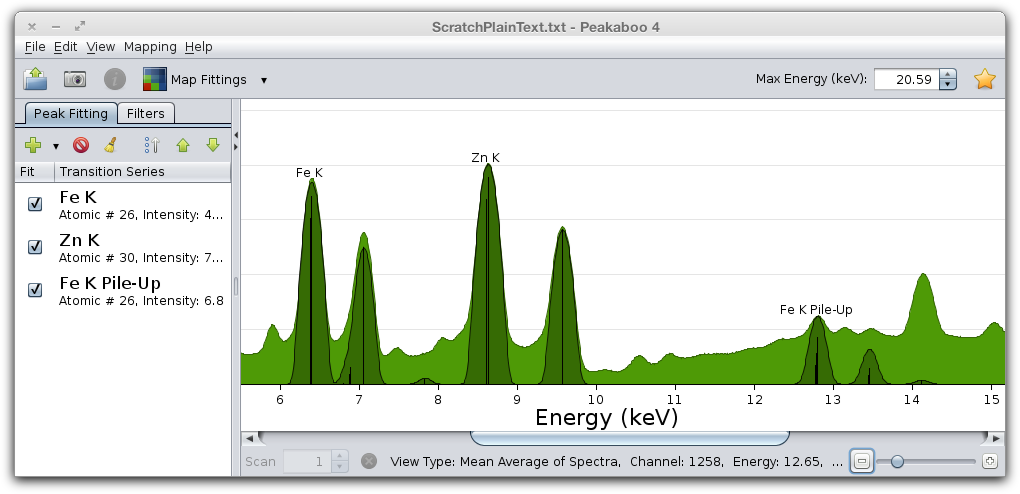 ScratchPlainText.txt - Peakaboo 4
File Edit View Mapping Help
Map Fittings
Max Energy (keV): 20.59
Peak Fitting Filters
Fit Transition Series
Fe K
Atomic # 26, Intensity: 4...
Zn K
Atomic # 30, Intensity: 7...
Fe K Pile-Up
Atomic # 26, Intensity: 6.8
Fe K
Zn K
Fe K Pile-Up
6 7 8 9 10 11 12 13 14 15
Energy (keV)
Scan 1 View Type: Mean Average of Spectra, Channel: 1258, Energy: 12.65, ...